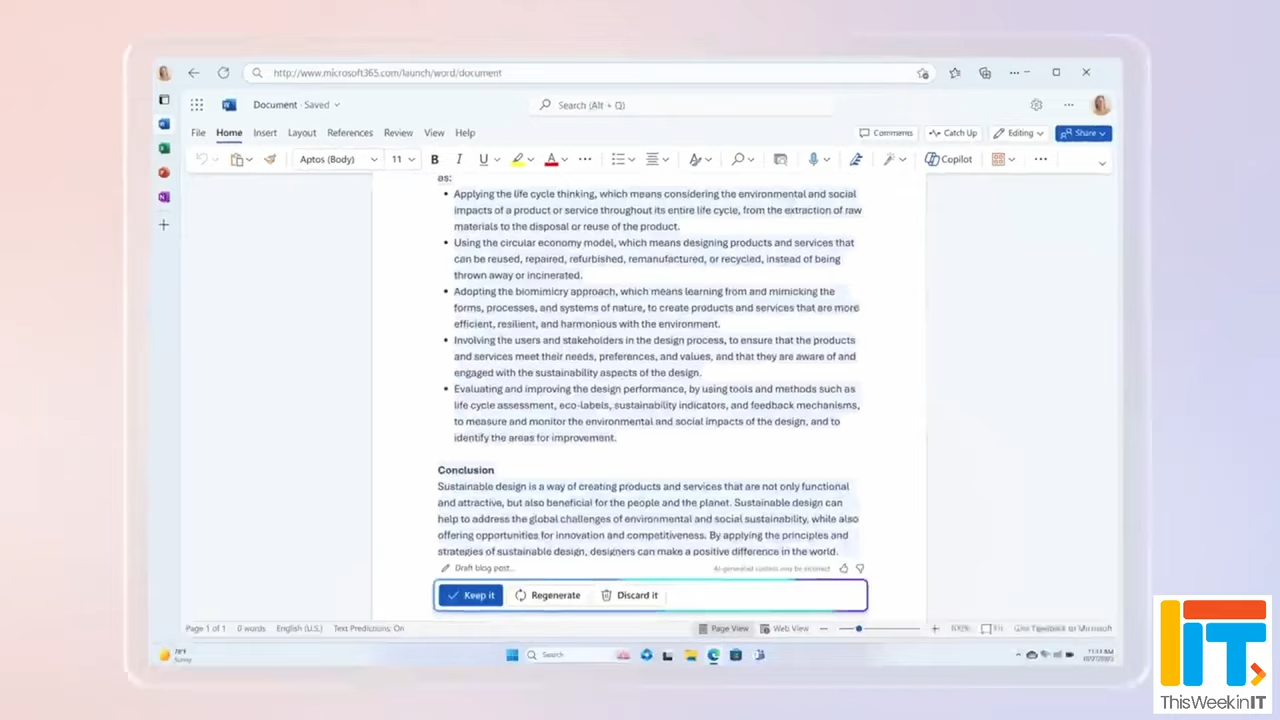 http://www.microsoft365.com/launch/word/document
Document · Saved
Search (Alt + Q)
File Home Insert Layout References Review View Help
Comments Catch Up Editing Share
Aptos (Body) 11 B I U A Copilot
as:
• Applying the life cycle thinking, which means considering the environmental and social
impacts of a product or service throughout its entire life cycle, from the extraction of raw
materials to the disposal or reuse of the product.
• Using the circular economy model, which means designing products and services that
can be reused, repaired, refurbished, remanufactured, or recycled, instead of being
thrown away or incinerated.
• Adopting the biomimicry approach, which means learning from and mimicking the
forms, processes, and systems of nature, to create products and services that are more
efficient, resilient, and harmonious with the environment.
• Involving the users and stakeholders in the design process, to ensure that the products
and services meet their needs, preferences, and values, and that they are aware of and
engaged with the sustainability aspects of the design.
• Evaluating and improving the design performance, by using tools and methods such as
life cycle assessment, eco-labels, sustainability indicators, and feedback mechanisms,
to measure and monitor the environmental and social impacts of the design, and to
identify the areas for improvement.
Conclusion
Sustainable design is a way of creating products and services that are not only functional
and attractive, but also beneficial for the people and the planet. Sustainable design can
help to address the global challenges of environmental and social sustainability, while also
offering opportunities for innovation and competitiveness. By applying the principles and
strategies of sustainable design, designers can make a positive difference in the world.
Draft blog post... AI-generated content may be incorrect
Keep it Regenerate Discard it
Page 1 of 1 0 words English (U.S.) Text Predictions: On Page View Web View 100% Fit Give Feedback to Microsoft
78°F
Sunny
Search
11:11 AM
IT
ThisWeekinIT